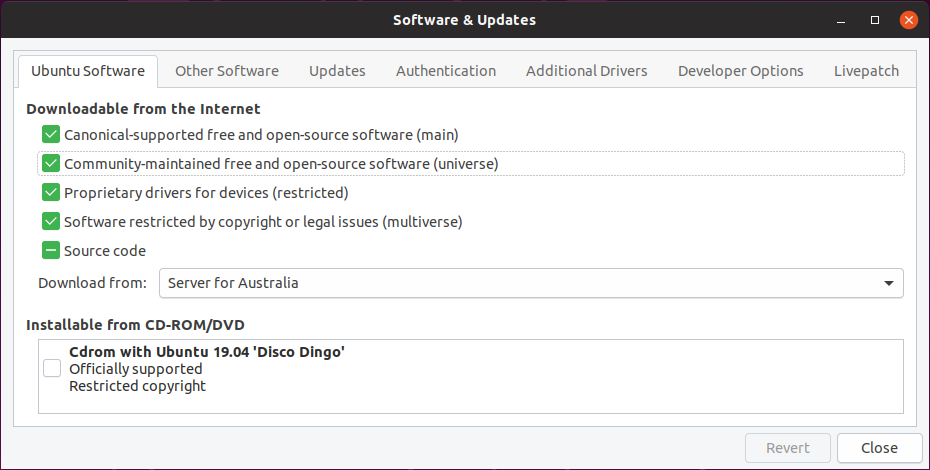 Software & Updates
Ubuntu Software Other Software Updates Authentication Additional Drivers Developer Options Livepatch
Downloadable from the Internet
Canonical-supported free and open-source software (main)
Community-maintained free and open-source software (universe)
Proprietary drivers for devices (restricted)
Software restricted by copyright or legal issues (multiverse)
Source code
Download from: Server for Australia
Installable from CD-ROM/DVD
Cdrom with Ubuntu 19.04 'Disco Dingo'
Officially supported
Restricted copyright
Revert Close